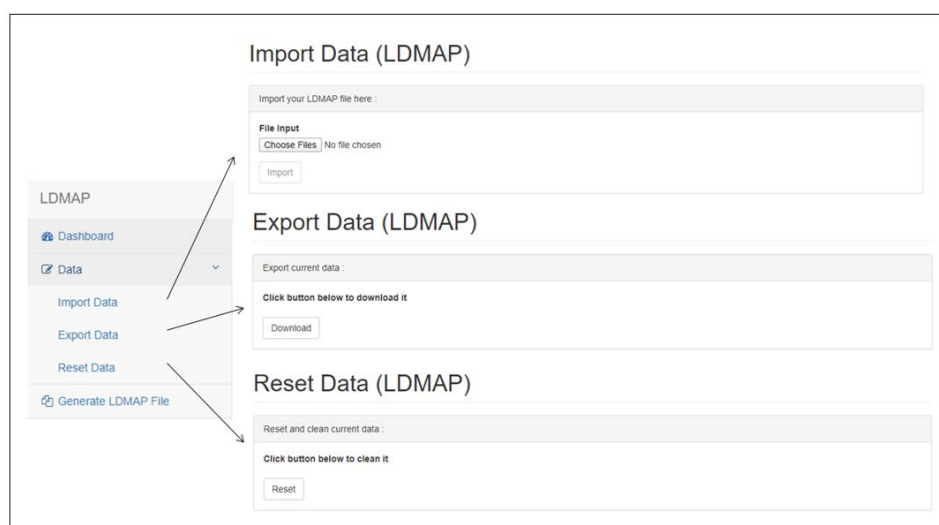 Import Data (LDMAP)
Import your LDMAP file here :
File Input
Choose Files No file chosen
Import
LDMAP
Dashboard
Data
Import Data
Export Data
Reset Data
Generate LDMAP File
Export Data (LDMAP)
Export current data :
Click button below to download it
Download
Reset Data (LDMAP)
Reset and clean current data :
Click button below to clean it
Reset